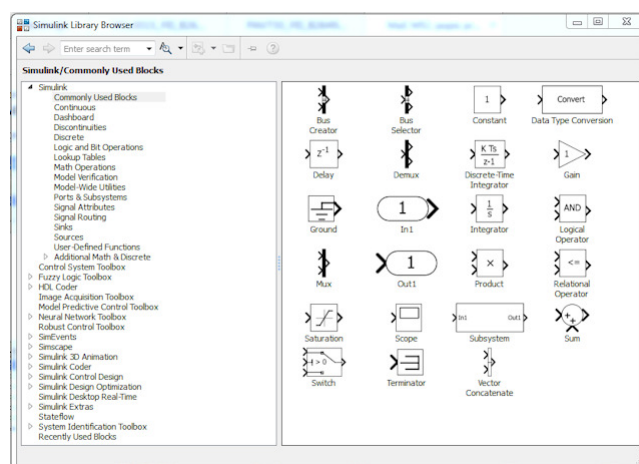 Simulink Library Browser
Enter search term
Simulink/Commonly Used Blocks
Simulink
Commonly Used Blocks
Continuous
Dashboard
Discontinuities
Discrete
Logic and Bit Operations
Lookup Tables
Math Operations
Model Verification
Model-Wide Utilities
Ports & Subsystems
Signal Attributes
Signal Routing
Sinks
Sources
User-Defined Functions
Additional Math & Discrete
Control System Toolbox
Fuzzy Logic Toolbox
HDL Coder
Image Acquisition Toolbox
Model Predictive Control Toolbox
Neural Network Toolbox
Robust Control Toolbox
SimEvents
Simscape
Simulink 3D Animation
Simulink Coder
Simulink Control Design
Simulink Design Optimization
Simulink Desktop Real-Time
Simulink Extras
Stateflow
System Identification Toolbox
Recently Used Blocks
1 Convert
Bus Creator Bus Selector Constant Data Type Conversion
z-1 K Ts z-1 1
Delay Demux Discrete-Time Integrator Gain
1 1 s AND
Ground In1 Integrator Logical Operator
1 × <=
Mux Out1 Product Relational Operator
In1 Out1 + +
Saturation Scope Subsystem Sum
> 0
Switch Terminator Vector Concatenate